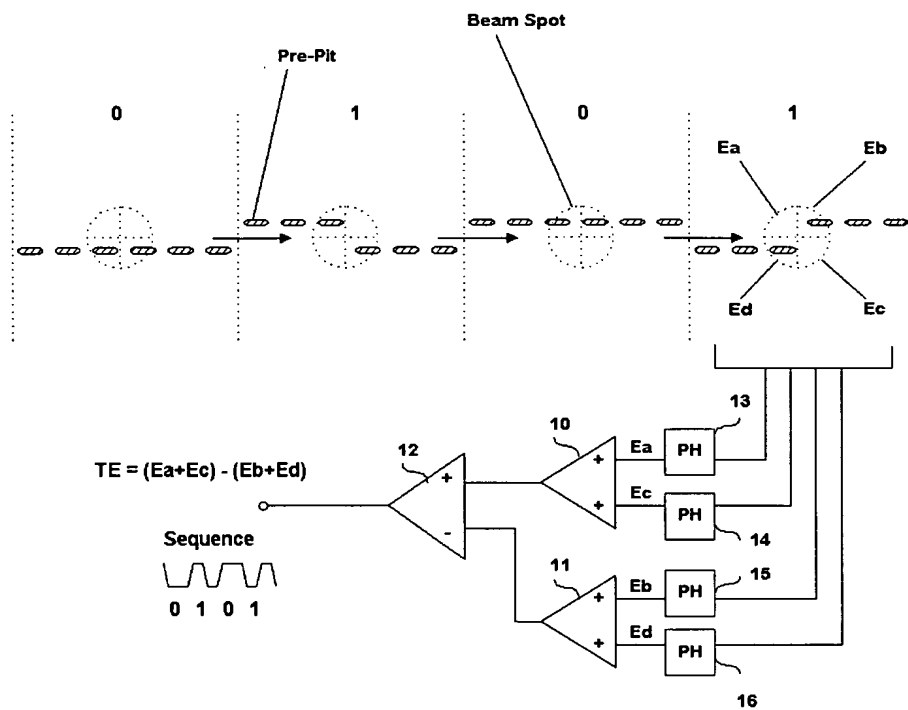 Beam Spot
Pre-Pit
0 1 0 1
Ea Eb
Ed Ec
13
10
12
Ea PH
TE = (Ea+Ec) - (Eb+Ed)
+ +
Ec PH
+
-
14
Sequence
11
15
Eb PH
+
0 1 0 1
Ed PH
+
16